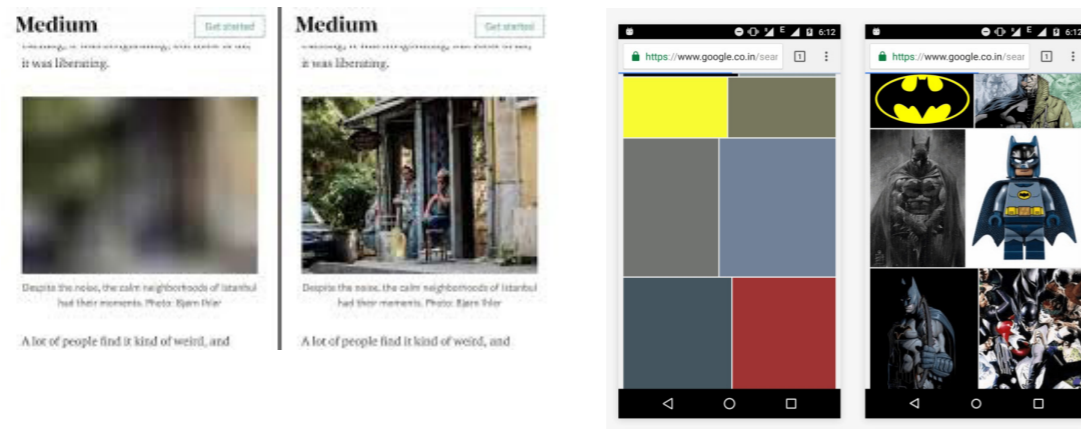 Medium
Get started
it was liberating.
Despite the noise, the calm neighborhoods of Istanbul
had their moments. Photo: Bjørn Ihler
A lot of people find it kind of weird, and
Medium
Get started
it was liberating.
Despite the noise, the calm neighborhoods of Istanbul
had their moments. Photo: Bjørn Ihler
A lot of people find it kind of weird, and
E 6:12
https://www.google.co.in/sear 1
E 6:12
https://www.google.co.in/sear 1